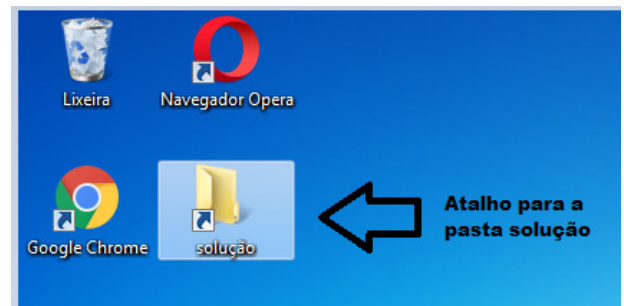 Lixeira
Navegador Opera
Google Chrome
solução
Atalho para a
pasta solução